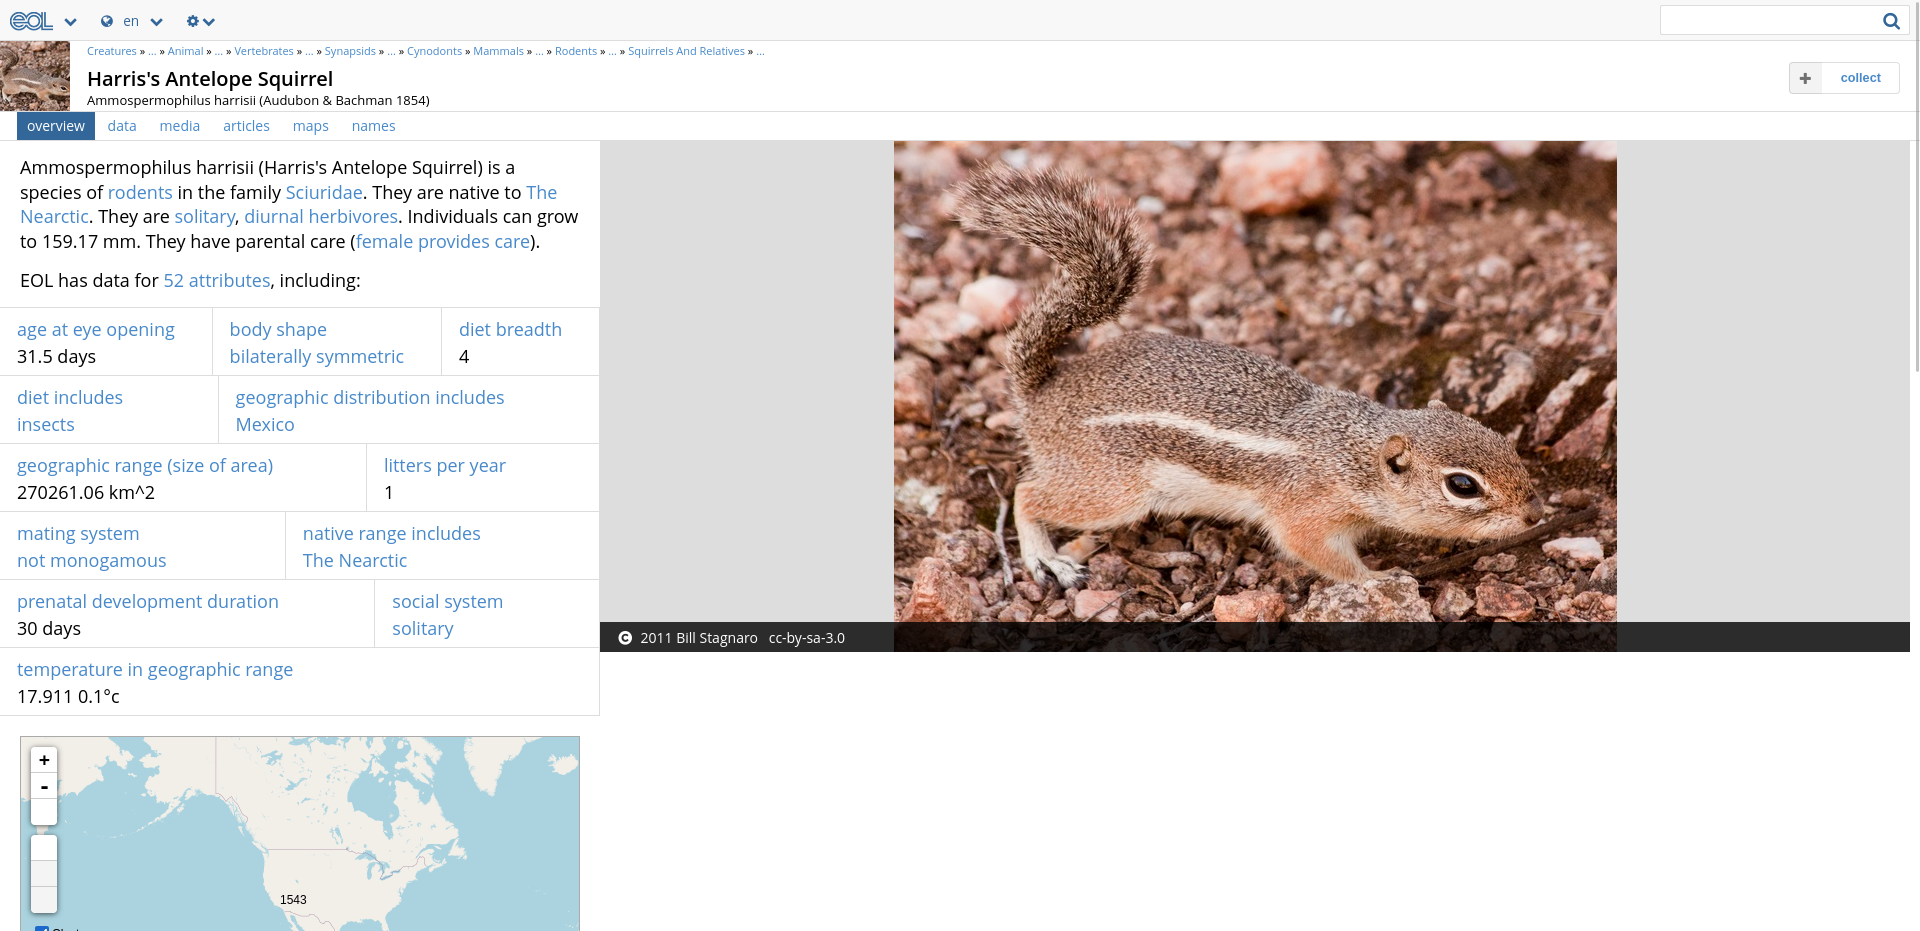 eol en
Creatures » ... » Animal » ... » Vertebrates » ... » Synapsids » ... » Cynodonts » Mammals » ... » Rodents » ... » Squirrels And Relatives » ...
Harris's Antelope Squirrel
Ammospermophilus harrisii (Audubon & Bachman 1854)
+ collect
overview data media articles maps names
Ammospermophilus harrisii (Harris's Antelope Squirrel) is a
species of rodents in the family Sciuridae. They are native to The
Nearctic. They are solitary, diurnal herbivores. Individuals can grow
to 159.17 mm. They have parental care (female provides care).
EOL has data for 52 attributes, including:
age at eye opening body shape diet breadth
31.5 days bilaterally symmetric 4
diet includes geographic distribution includes
insects Mexico
geographic range (size of area) litters per year
270261.06 km^2 1
mating system native range includes
not monogamous The Nearctic
prenatal development duration social system
30 days solitary
temperature in geographic range
17.911 0.1°c
© 2011 Bill Stagnaro cc-by-sa-3.0
+
-
1543